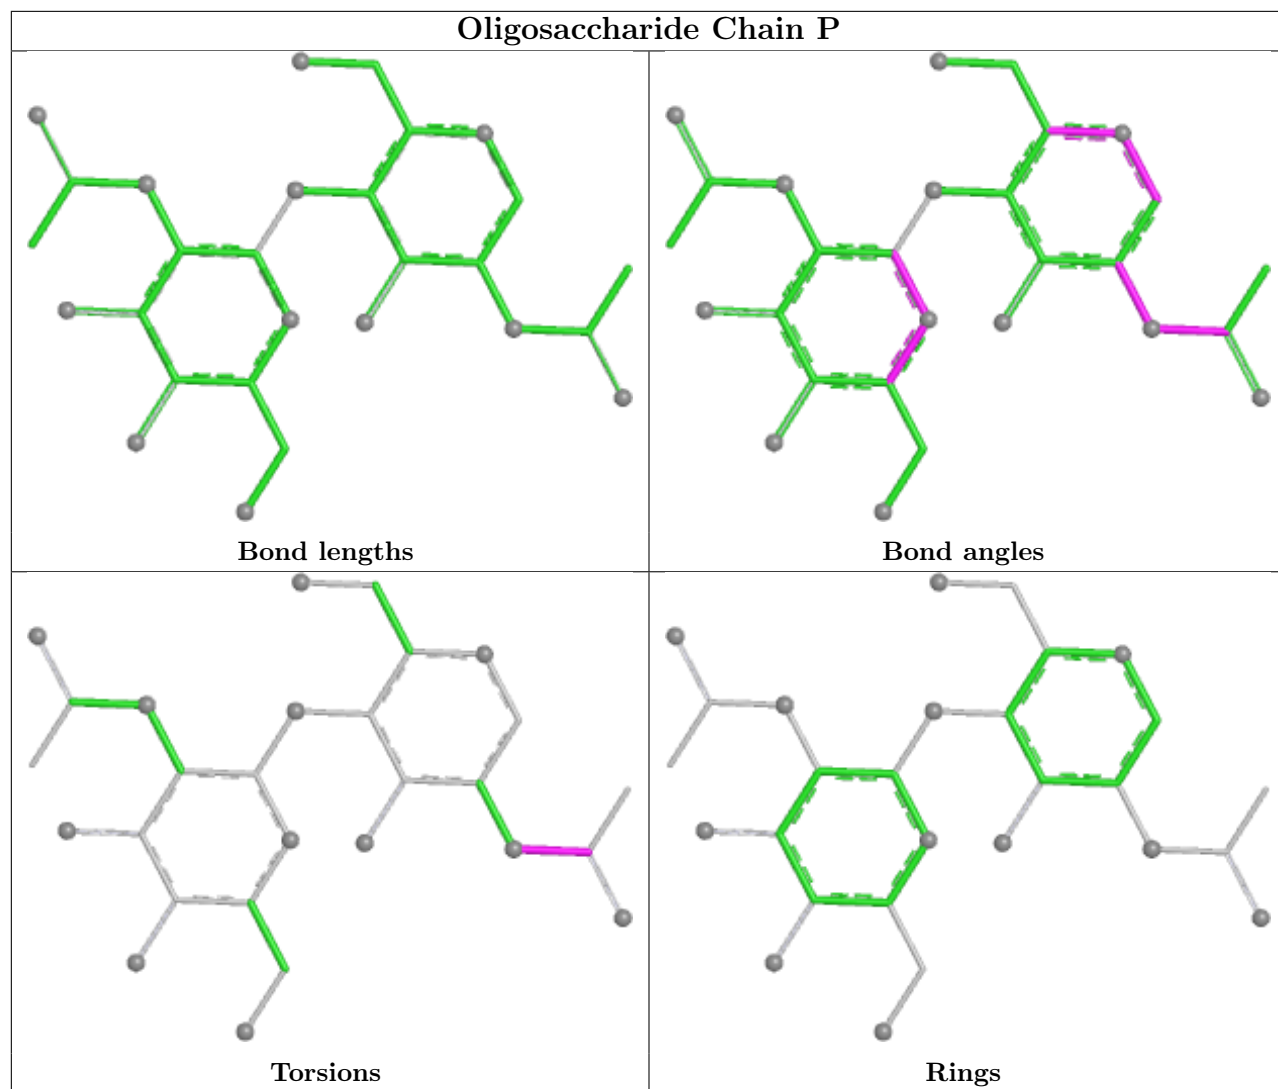 Oligosaccharide Chain P
Bond lengths
Bond angles
Torsions
Rings